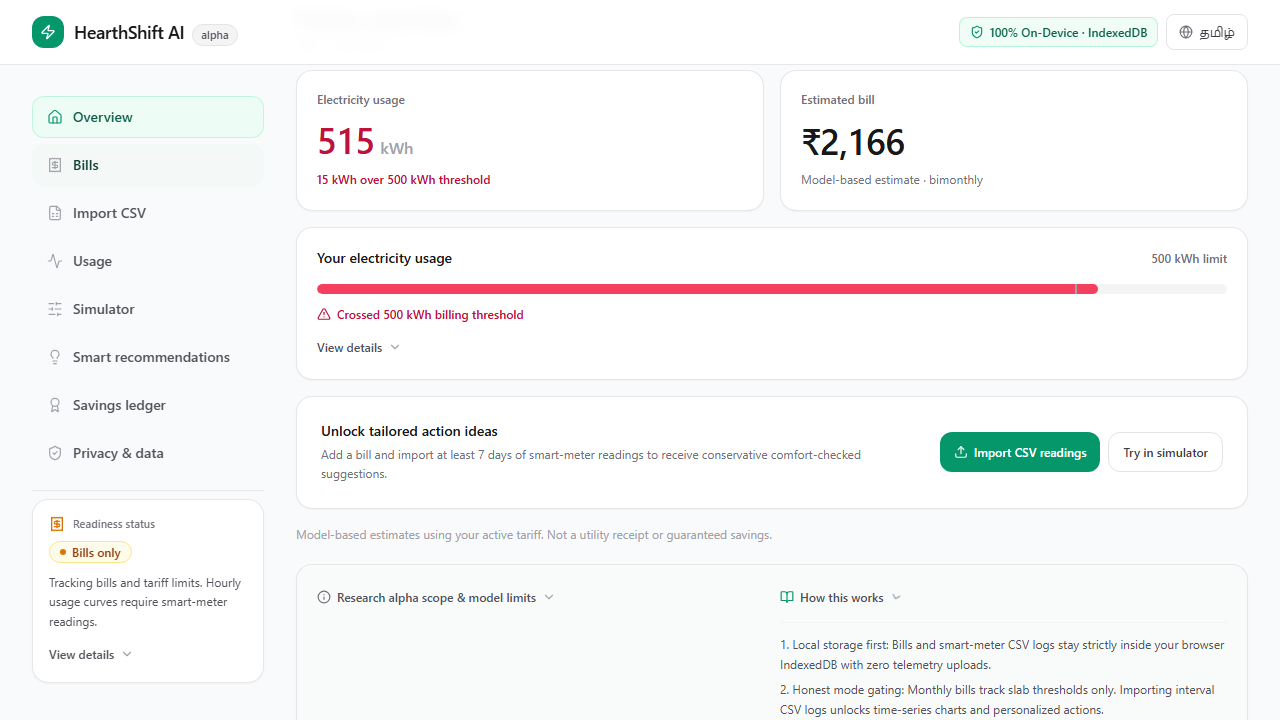 HearthShift AI
alpha
100% On-Device · IndexedDB
தமிழ்
Overview
Bills
Import CSV
Usage
Simulator
Smart recommendations
Savings ledger
Privacy & data
Readiness status
Bills only
Tracking bills and tariff limits. Hourly
usage curves require smart-meter
readings.
View details
Electricity usage
515 kWh
15 kWh over 500 kWh threshold
Estimated bill
₹2,166
Model-based estimate · bimonthly
Your electricity usage
500 kWh limit
Crossed 500 kWh billing threshold
View details
Unlock tailored action ideas
Add a bill and import at least 7 days of smart-meter readings to receive conservative comfort-checked
suggestions.
Import CSV readings
Try in simulator
Model-based estimates using your active tariff. Not a utility receipt or guaranteed savings.
Research alpha scope & model limits
How this works
1. Local storage first: Bills and smart-meter CSV logs stay strictly inside your browser
IndexedDB with zero telemetry uploads.
2. Honest mode gating: Monthly bills track slab thresholds only. Importing interval
CSV logs unlocks time-series charts and personalized actions.